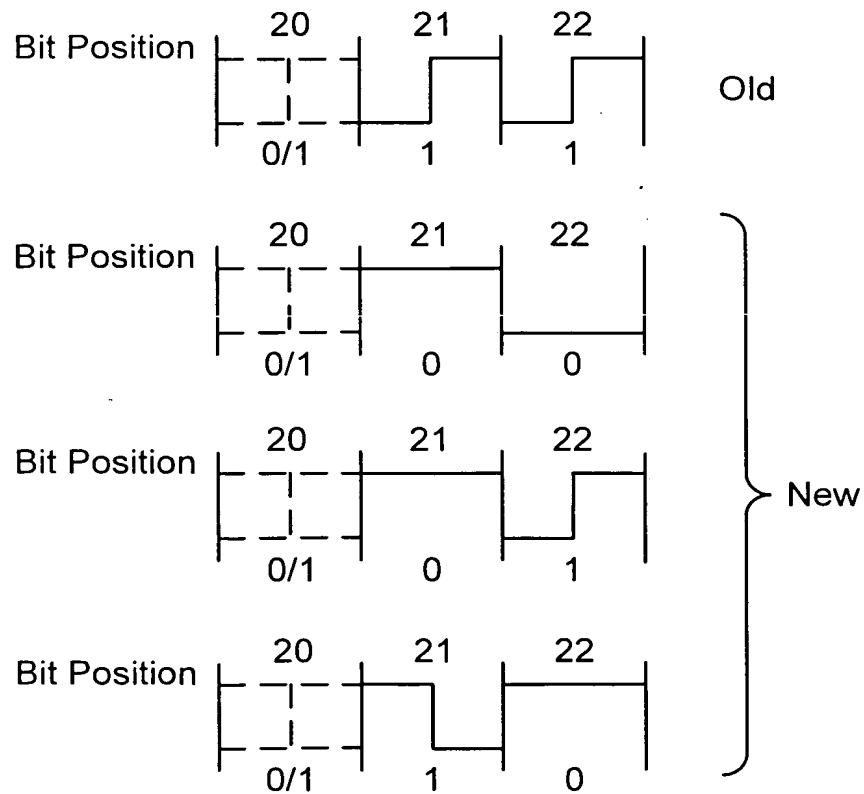 20 21 22
Bit Position
Old
0/1 1 1
20 21 22
Bit Position
0/1 0 0
20 21 22
Bit Position
New
0/1 0 1
20 21 22
Bit Position
0/1 1 0